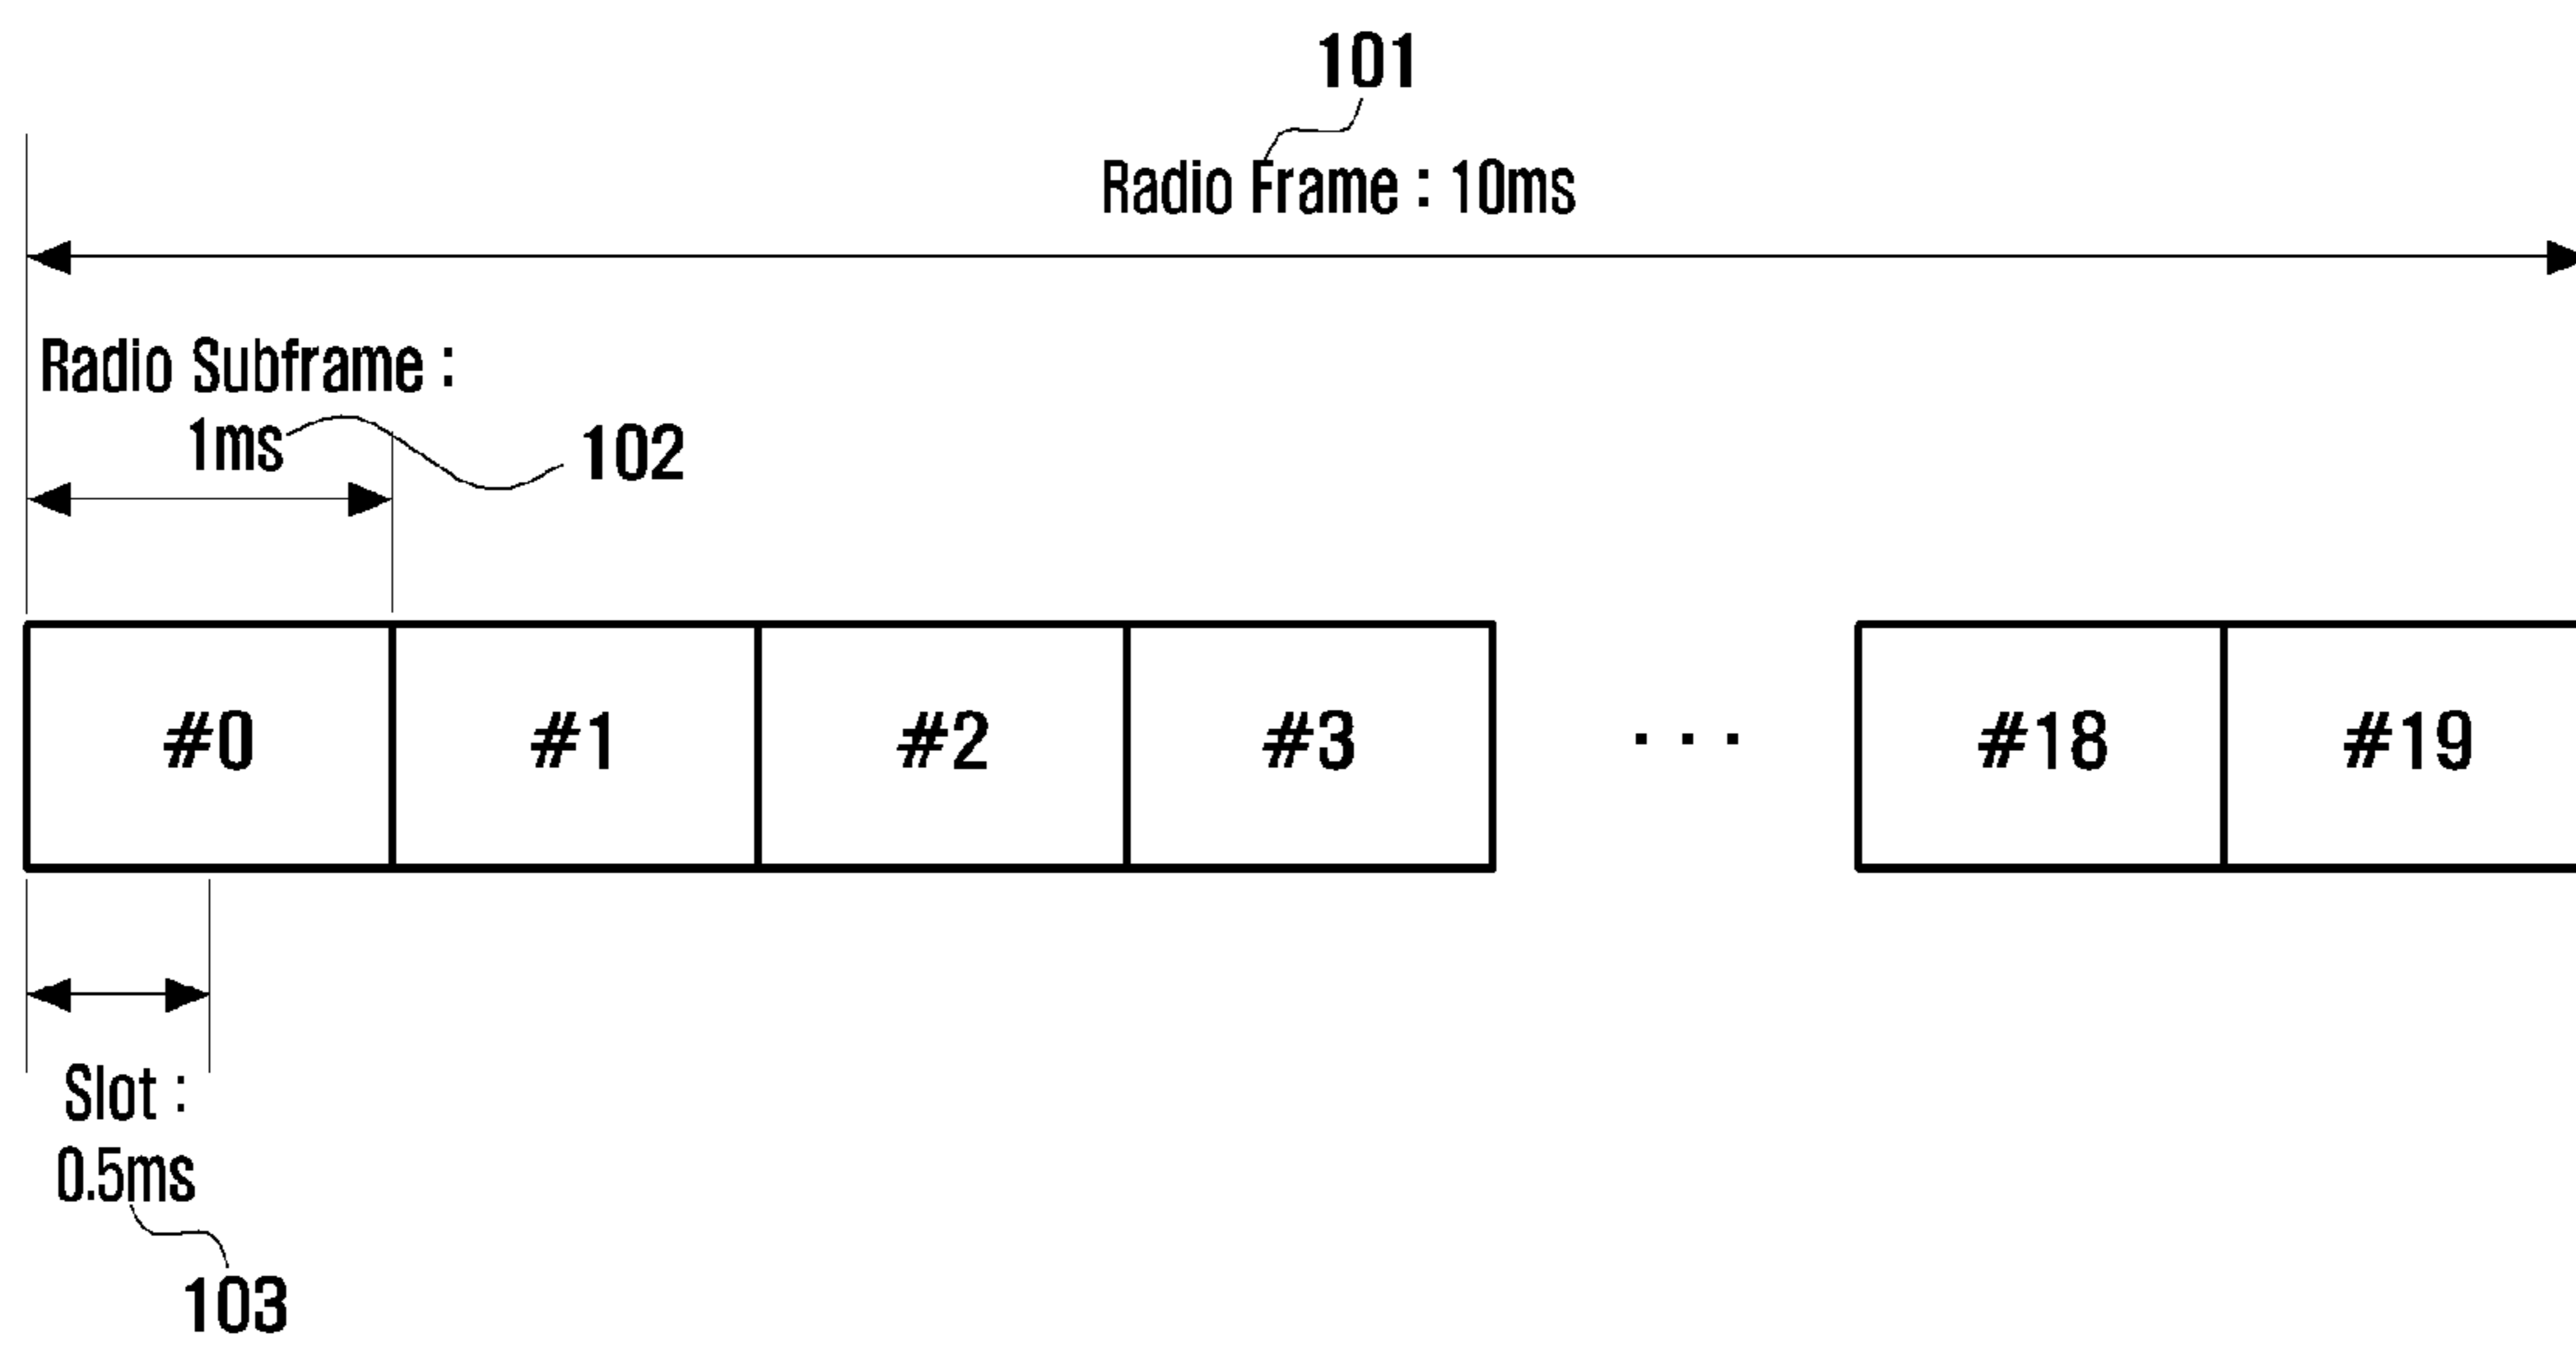 101
Radio Frame : 10ms
Radio Subframe :
1ms
102
#0 #1 #2 #3 ... #18 #19
Slot :
0.5ms
103